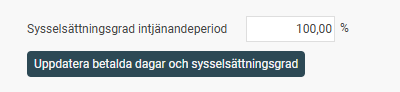 Sysselsättningsgrad intjänandeperiod 100,00 %
Uppdatera betalda dagar och sysselsättningsgrad